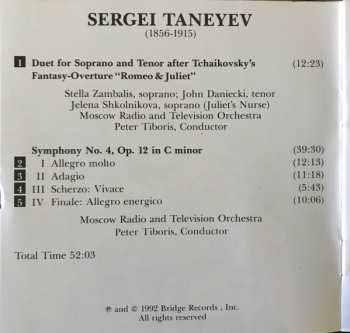 SERGEI TANEYEV
(1856-1915)
1 Duet for Soprano and Tenor after Tchaikovsky's (12:23)
Fantasy-Overture "Romeo & Juliet"
Stella Zambalis, soprano; John Daniecki, tenor
Jelena Shkolnikova, soprano (Juliet's Nurse)
Moscow Radio and Television Orchestra
Peter Tiboris, Conductor
Symphony No. 4, Op. 12 in C minor (39:30)
2 I Allegro molto (12:13)
3 II Adagio (11:18)
4 III Scherzo: Vivace (5:43)
5 IV Finale: Allegro energico (10:06)
Moscow Radio and Television Orchestra
Peter Tiboris, Conductor
Total Time 52:03
℗ and © 1992 Bridge Records , Inc.
All rights reserved